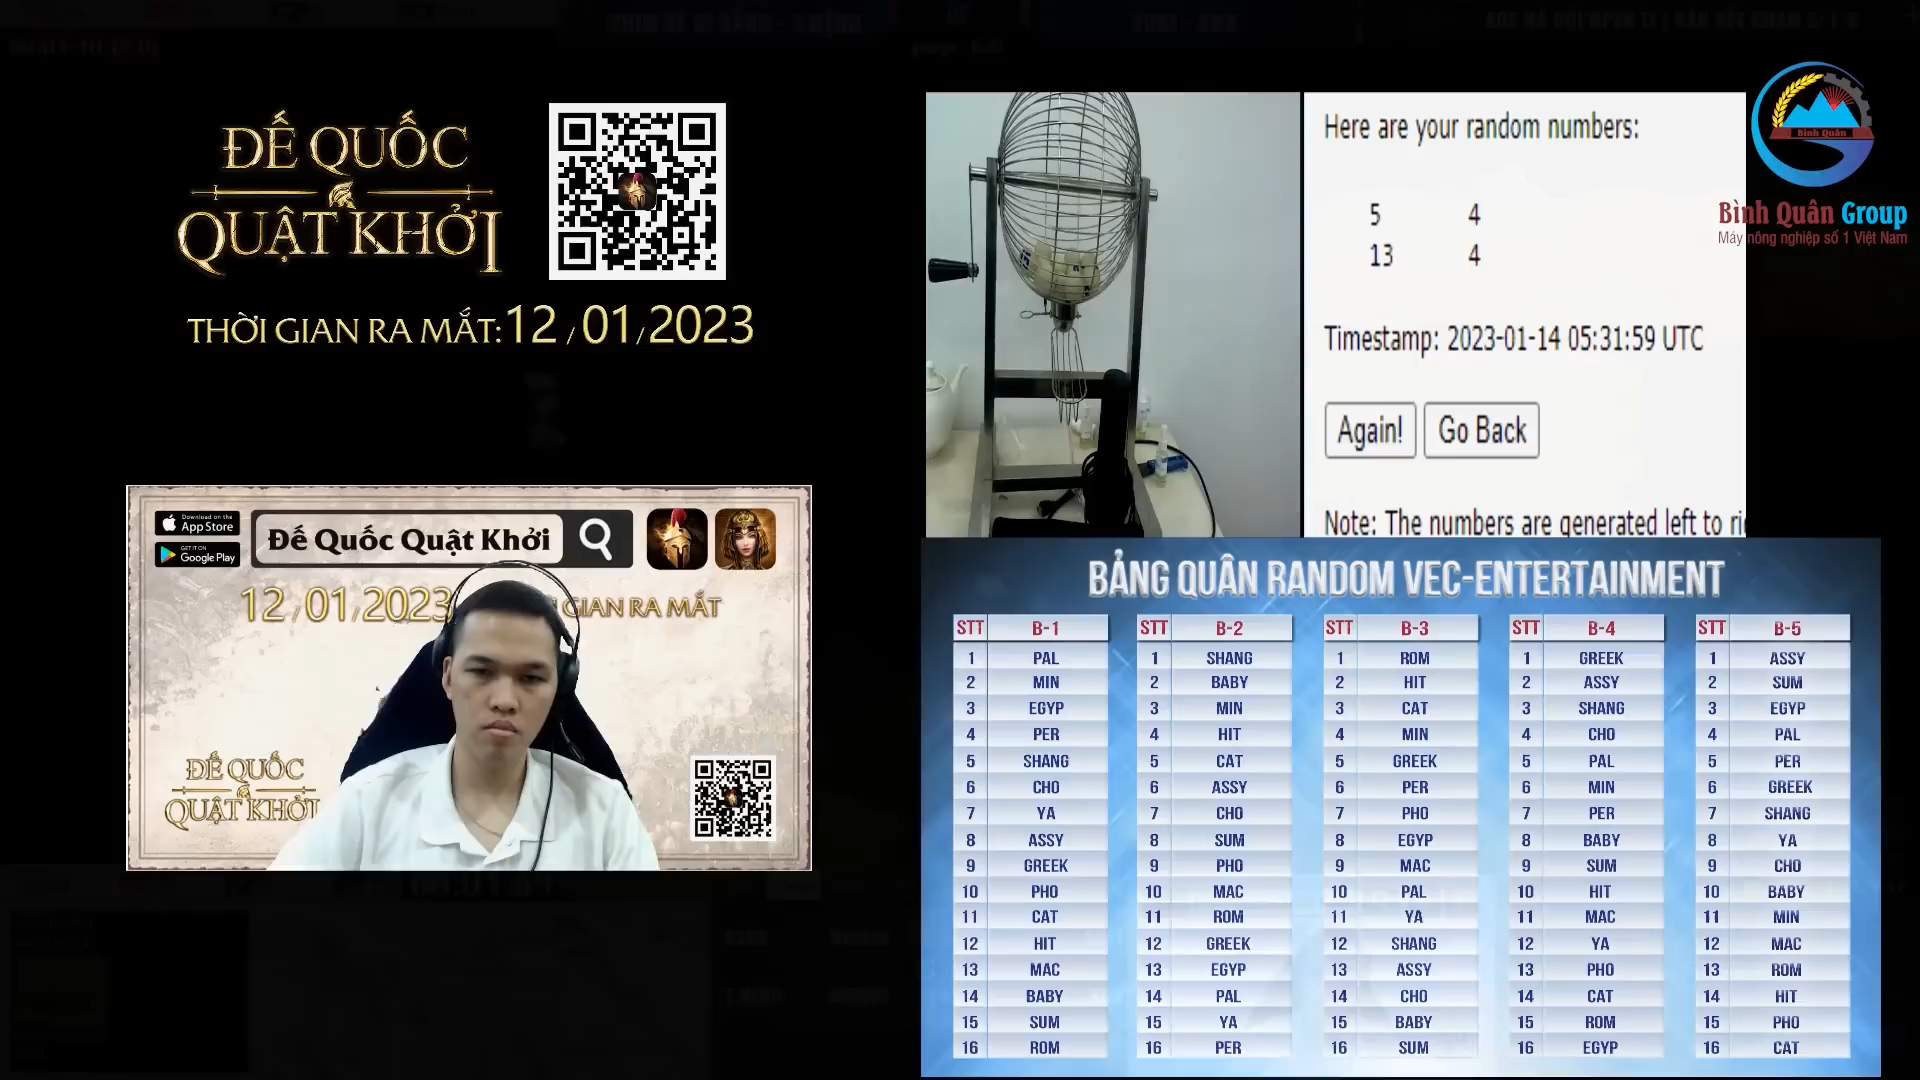 ĐẾ QUỐC
QUẬT KHỞI
THỜI GIAN RA MẮT: 12 / 01 / 2023
Here are your random numbers:
5 4
13 4
Timestamp: 2023-01-14 05:31:59 UTC
Again! Go Back
Note: The numbers are generated left to ri
Bình Quân
Bình Quân Group
Máy nông nghiệp số 1 Việt Nam
Download on the
App Store
GET IT ON
Google Play
Đế Quốc Quật Khởi
12/01/2023 GIAN RA MẮT
ĐẾ QUỐC
QUẬT KHỞI
BẢNG QUÂN RANDOM VEC-ENTERTAINMENT
STT B-1 STT B-2 STT B-3 STT B-4 STT B-5
1 PAL 1 SHANG 1 ROM 1 GREEK 1 ASSY
2 MIN 2 BABY 2 HIT 2 ASSY 2 SUM
3 EGYP 3 MIN 3 CAT 3 SHANG 3 EGYP
4 PER 4 HIT 4 MIN 4 CHO 4 PAL
5 SHANG 5 CAT 5 GREEK 5 PAL 5 PER
6 CHO 6 ASSY 6 PER 6 MIN 6 GREEK
7 YA 7 CHO 7 PHO 7 PER 7 SHANG
8 ASSY 8 SUM 8 EGYP 8 BABY 8 YA
9 GREEK 9 PHO 9 MAC 9 SUM 9 CHO
10 PHO 10 MAC 10 PAL 10 HIT 10 BABY
11 CAT 11 ROM 11 YA 11 MAC 11 MIN
12 HIT 12 GREEK 12 SHANG 12 YA 12 MAC
13 MAC 13 EGYP 13 ASSY 13 PHO 13 ROM
14 BABY 14 PAL 14 CHO 14 CAT 14 HIT
15 SUM 15 YA 15 BABY 15 ROM 15 PHO
16 ROM 16 PER 16 SUM 16 EGYP 16 CAT